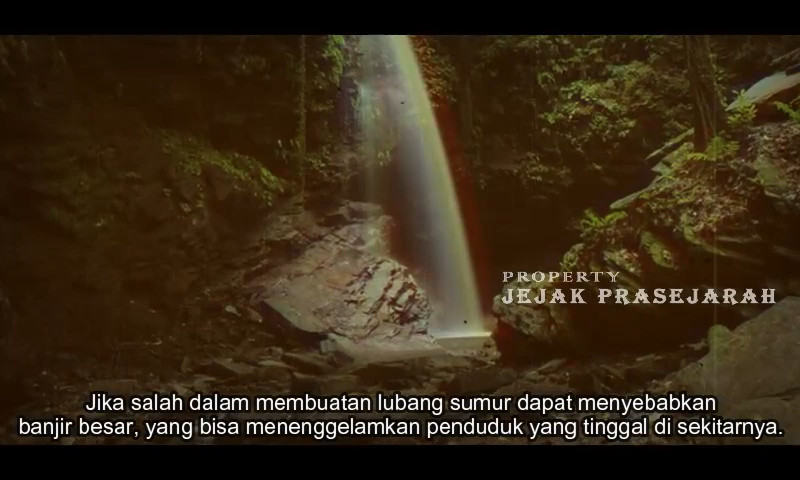 PROPERTY
JEJAK PRASEJARAH
Jika salah dalam membuatan lubang sumur dapat menyebabkan
banjir besar, yang bisa menenggelamkan penduduk yang tinggal di sekitarnya.